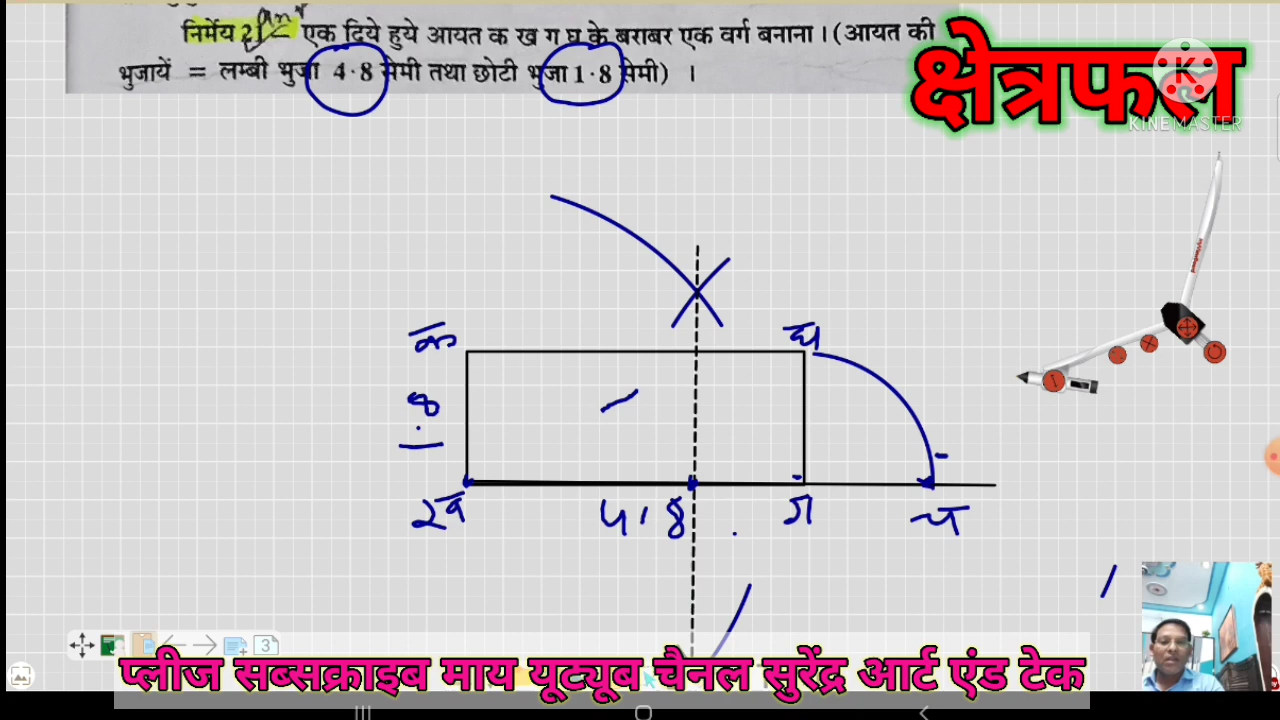 निर्मेय 21 एक दिये हुये आयत क ख ग घ के बराबर एक वर्ग बनाना । (आयत की
भुजायें = लम्बी भुजा 4·8 सेमी तथा छोटी भुजा 1·8 सेमी) ।
क्षेत्रफल
K
KINEMASTER
क
घ
8
ख
ग
च
3
प्लीज सब्सक्राइब माय यूट्यूब चैनल सुरेंद्र आर्ट एंड टेक